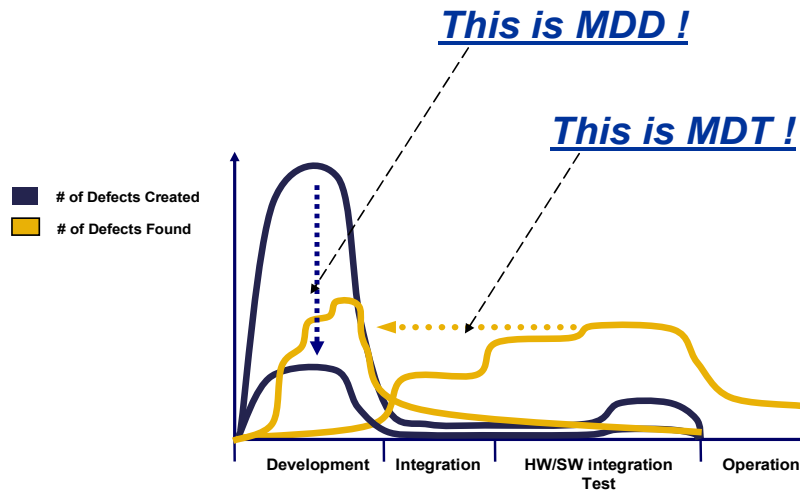 This is MDD !
This is MDT !
# of Defects Created
# of Defects Found
Development
Integration
HW/SW integration
Test
Operation